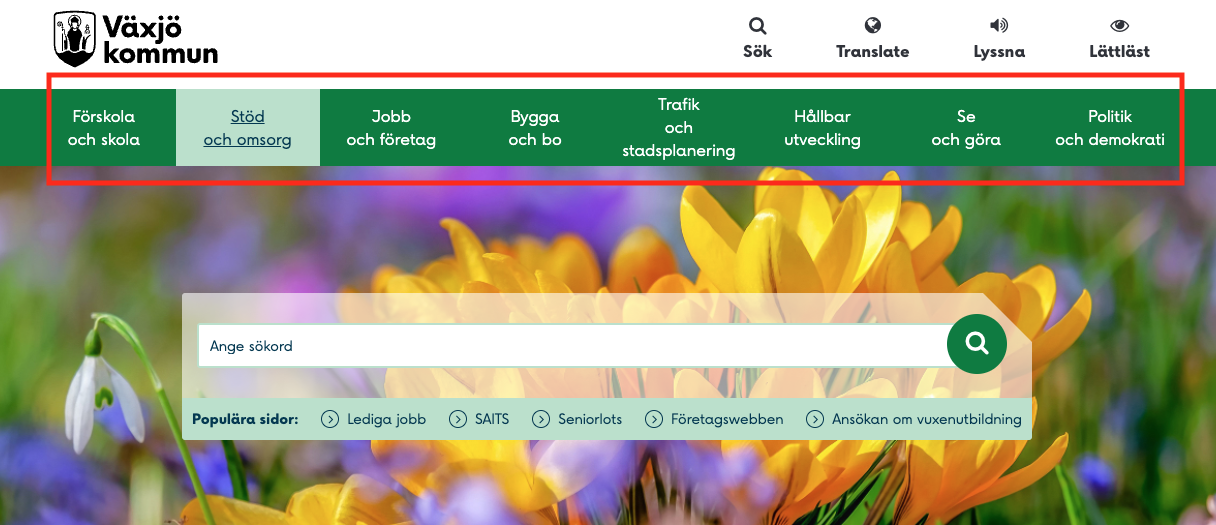 Växjö
kommun
Sök
Translate
Lyssna
Lättläst
Förskola
och skola
Stöd
och omsorg
Jobb
och företag
Bygga
och bo
Trafik
och
stadsplanering
Hållbar
utveckling
Se
och göra
Politik
och demokrati
Ange sökord
Populära sidor:
Lediga jobb
SAITS
Seniorlots
Företagswebben
Ansökan om vuxenutbildning